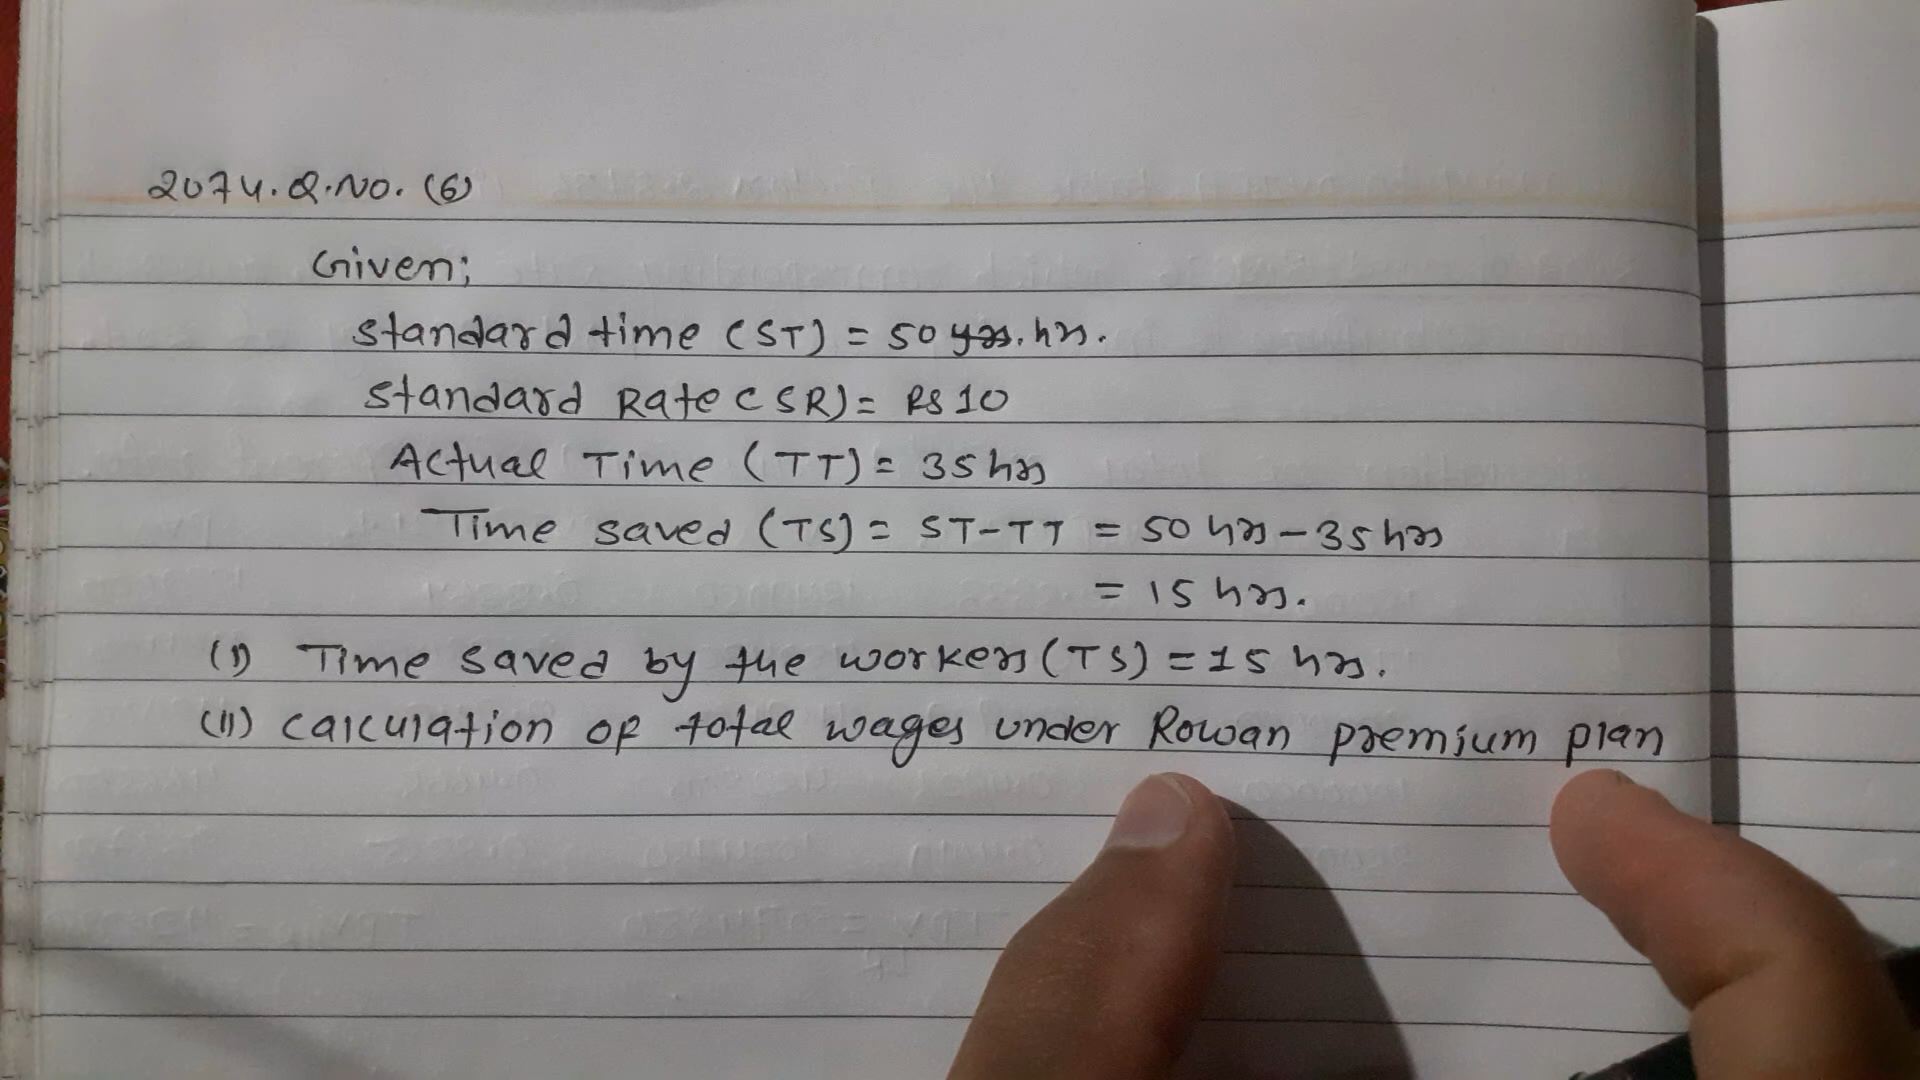 2074. Q.No. (6)
Given;
standard time (ST) = 50 yrs. hrs.
standard Rate (SR) = RS 10
Actual Time (TT) = 35 hrs
Time saved (TS) = ST-TT = 50 hrs - 35 hrs
= 15 hrs.
(i) Time saved by the workers (TS) = 15 hrs.
(ii) calculation of total wages under Rowan premium plan